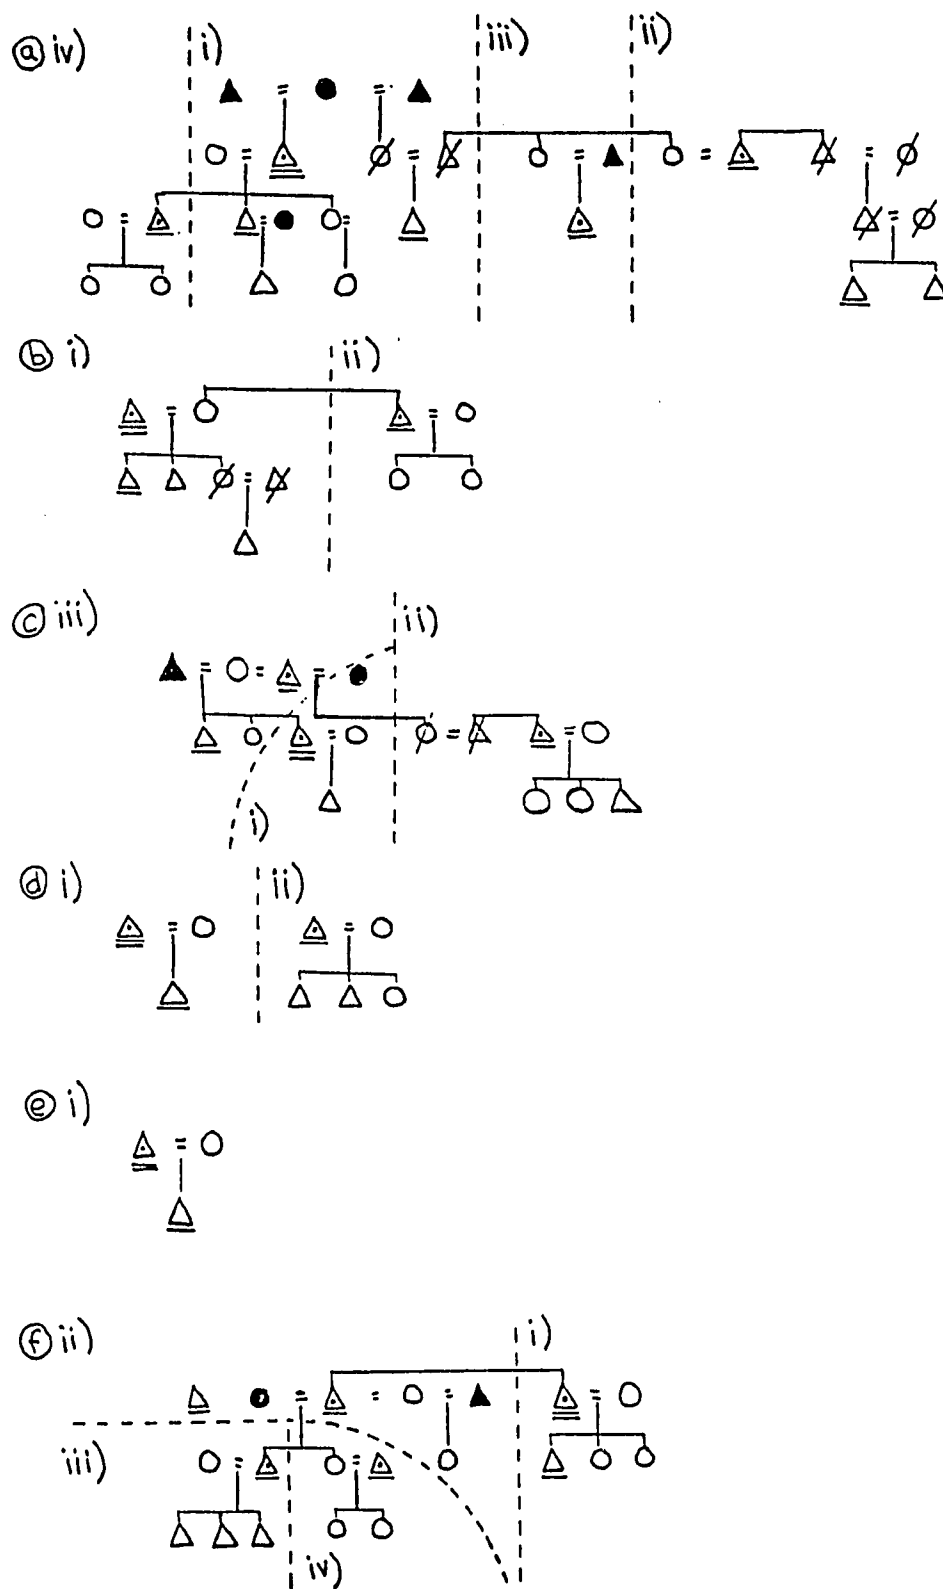 ⓐ iv) i) iii) ii)
ⓑ i) ii)
ⓒ iii) ii)
i)
ⓓ i) ii)
ⓔ i)
ⓕ ii) i)
iii)
iv)